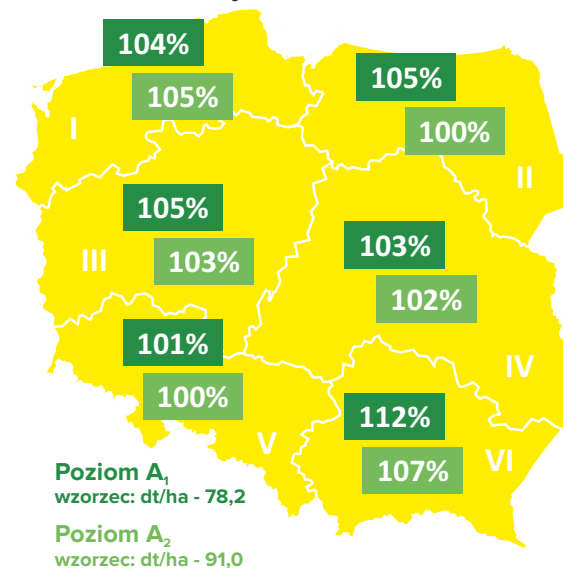 104%
105%
I
105%
100%
II
105%
103%
III
103%
102%
IV
101%
100%
V
112%
107%
VI
Poziom A₁
wzorzec: dt/ha - 78,2
Poziom A₂
wzorzec: dt/ha - 91,0